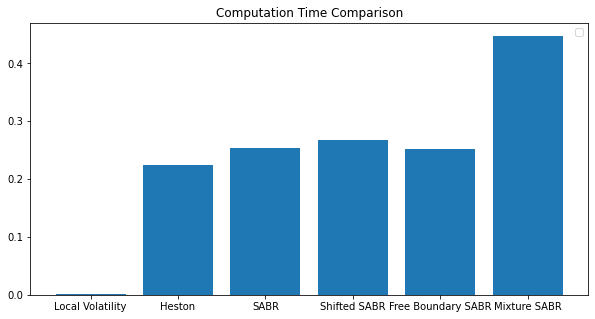 Computation Time Comparison
0.4
0.3
0.2
0.1
0.0
Local Volatility Heston SABR Shifted SABR Free Boundary SABR Mixture SABR